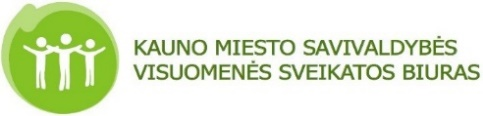 KAUNO MIESTO SAVIVALDYBĖS
VISUOMENĖS SVEIKATOS BIURAS